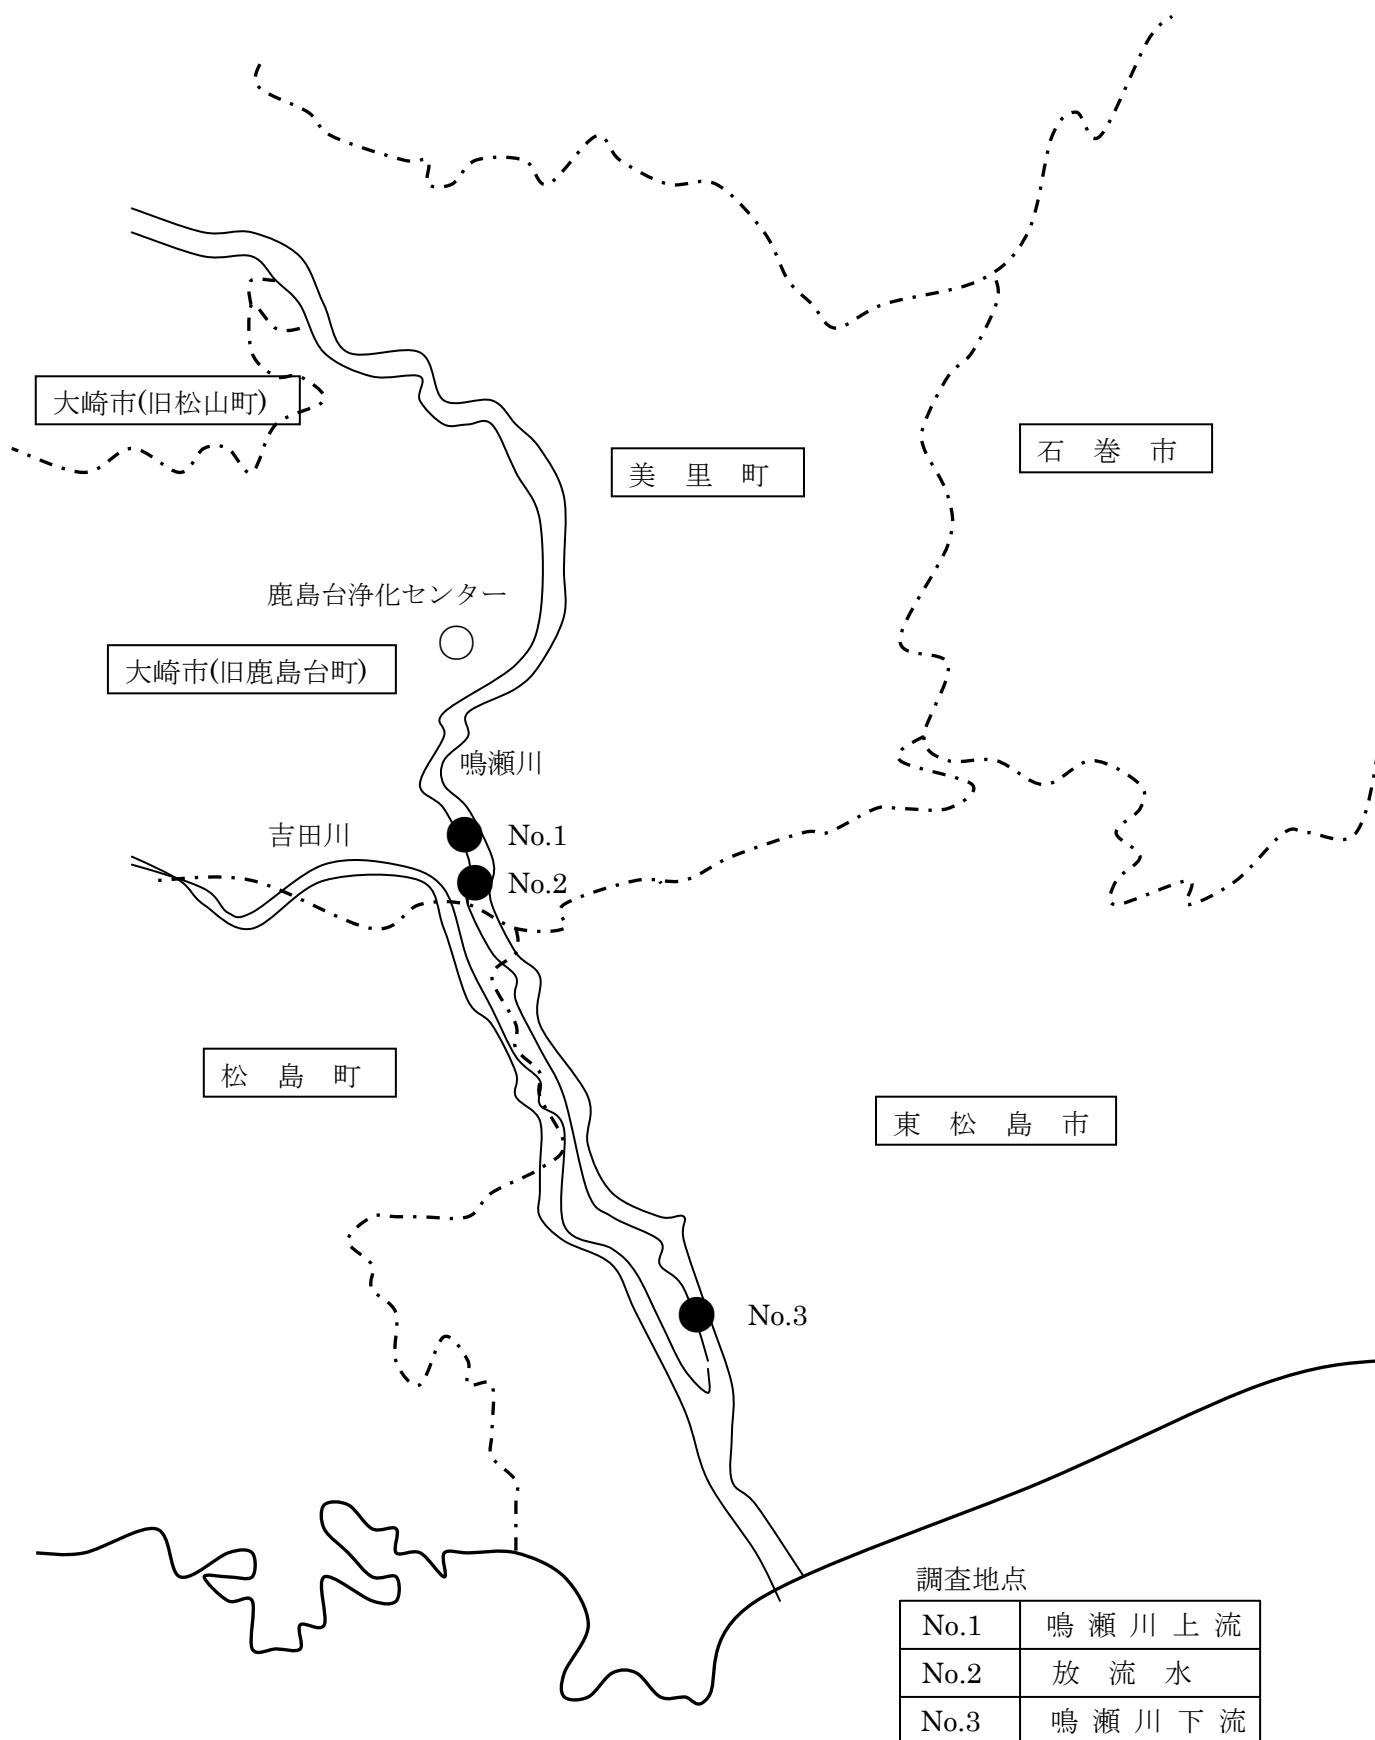 大崎市(旧松山町)
石 巻 市
美 里 町
鹿島台浄化センター
大崎市(旧鹿島台町)
鳴瀬川
吉田川
No.1
No.2
松 島 町
東 松 島 市
No.3
調査地点
No.1 鳴 瀬 川 上 流
No.2 放 流 水
No.3 鳴 瀬 川 下 流